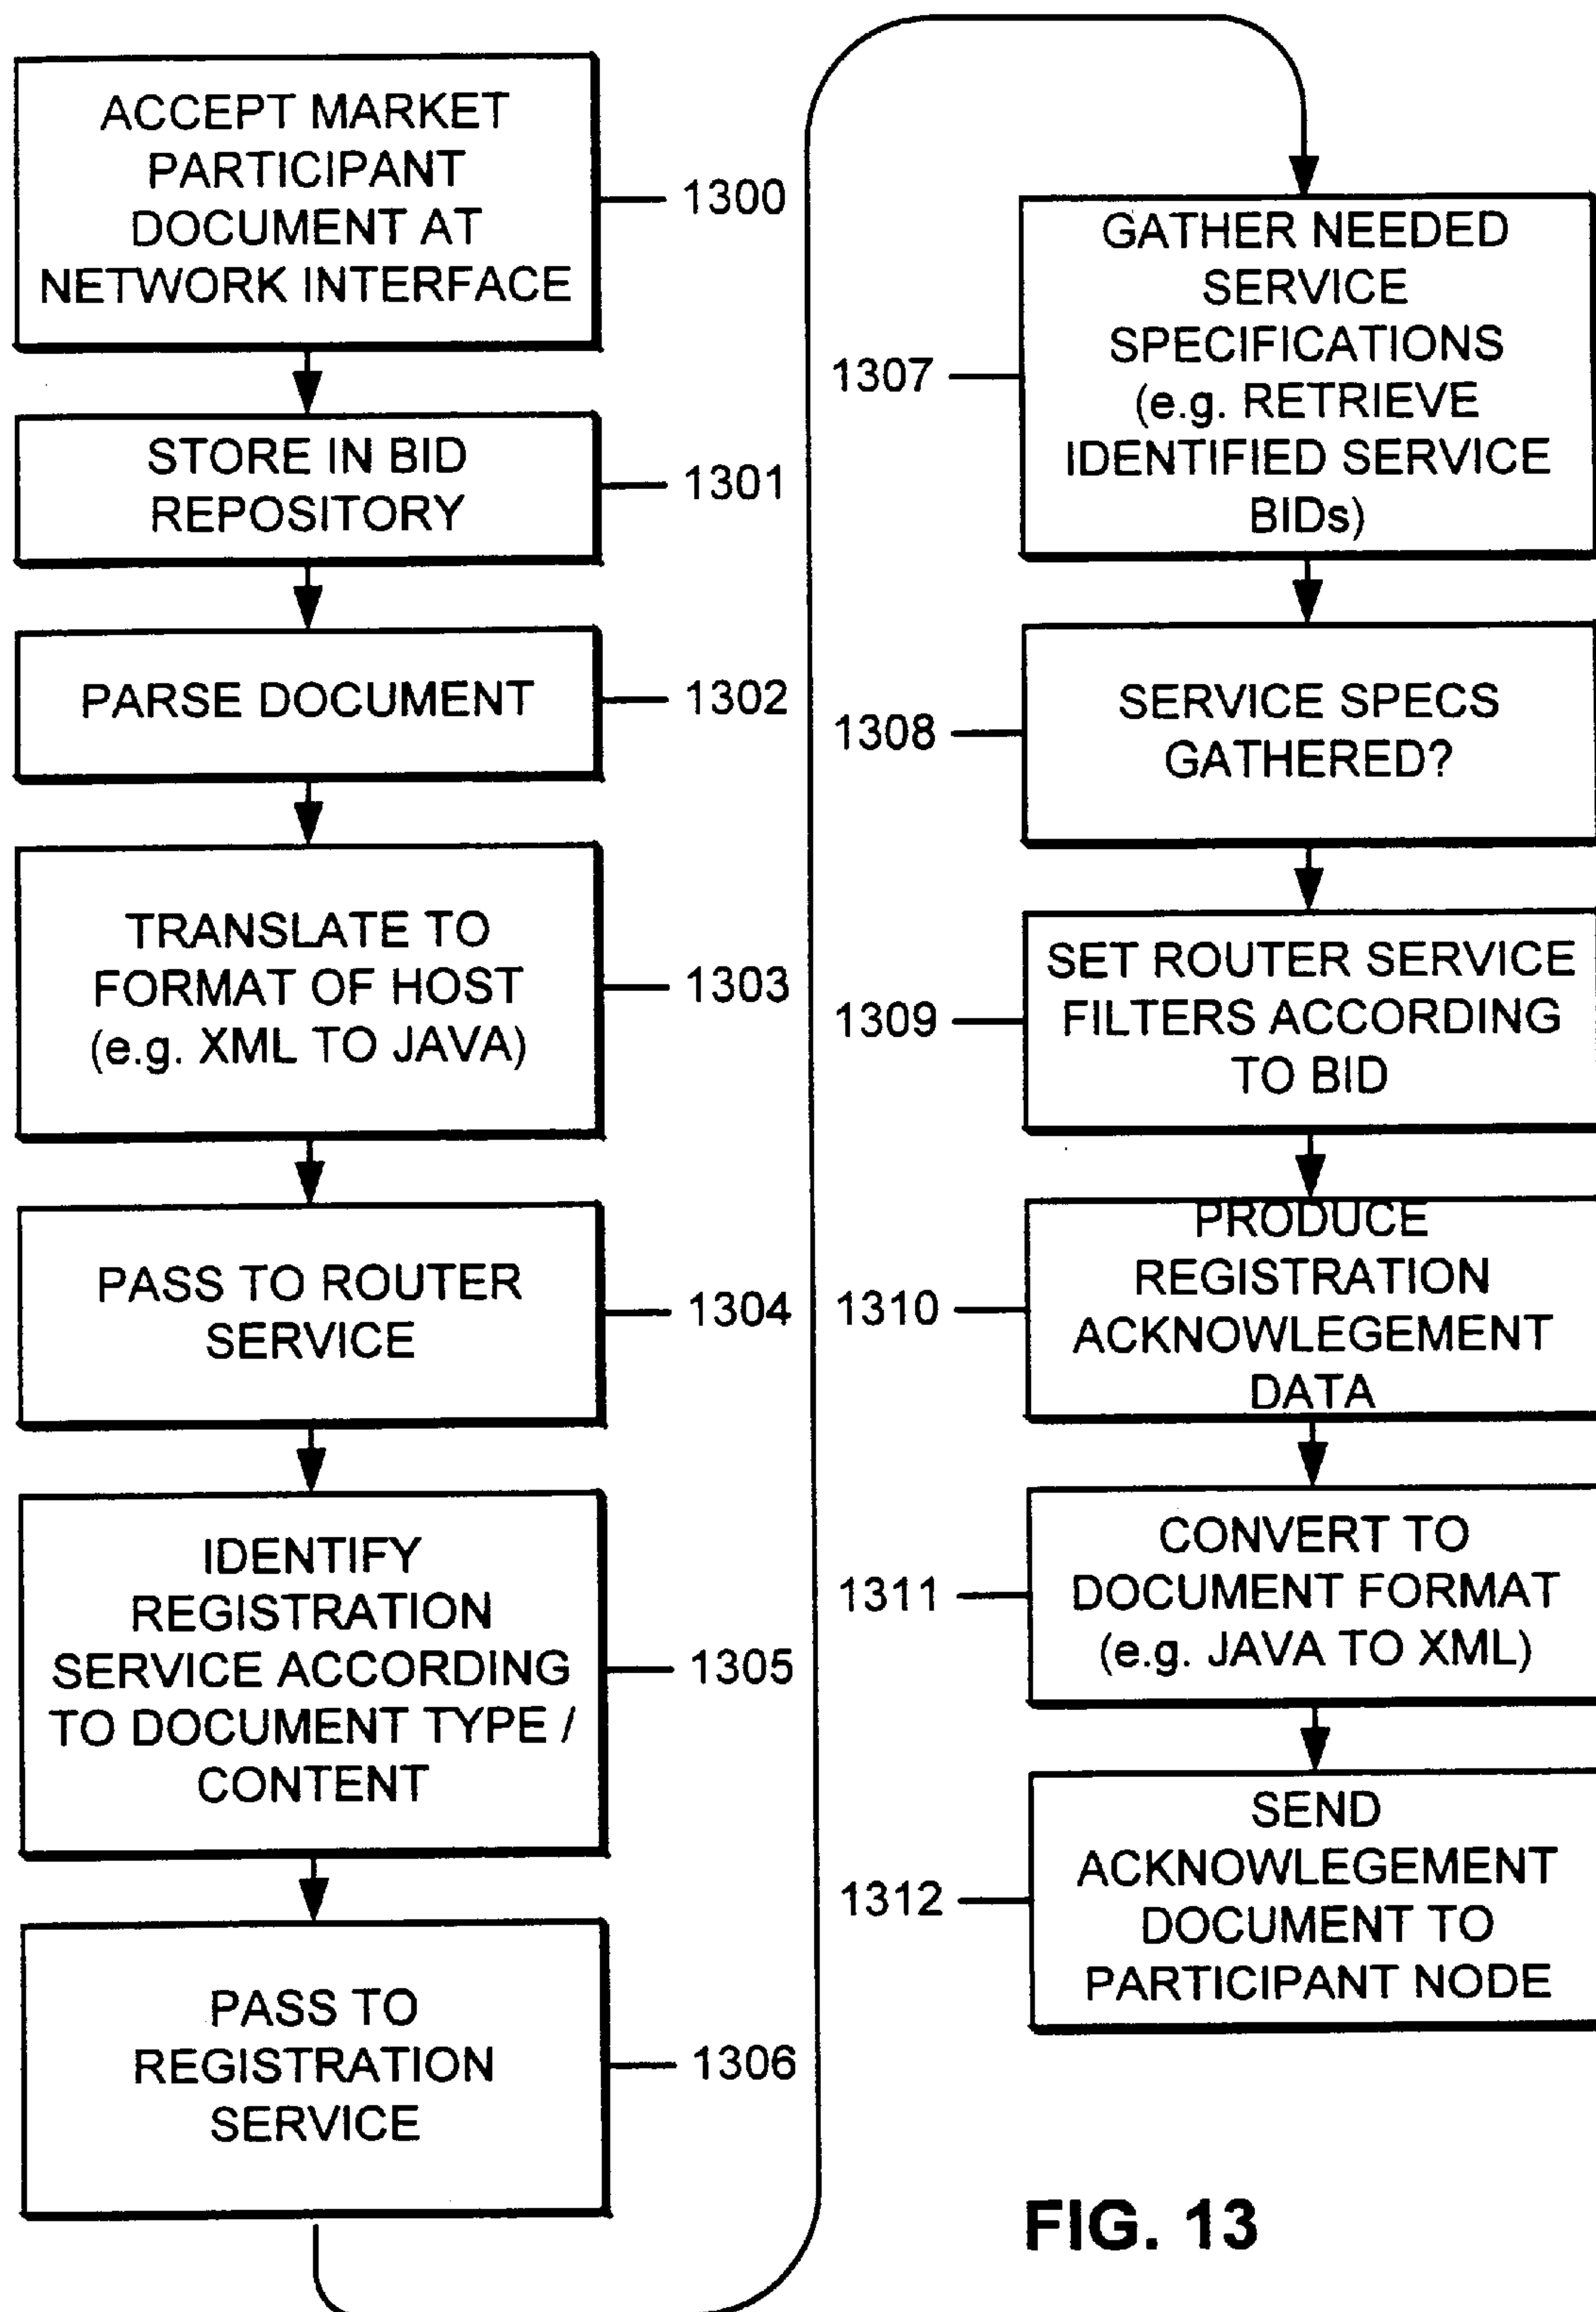 ACCEPT MARKET
PARTICIPANT
DOCUMENT AT
NETWORK INTERFACE
1300
STORE IN BID
REPOSITORY
1301
PARSE DOCUMENT
1302
TRANSLATE TO
FORMAT OF HOST
(e.g. XML TO JAVA)
1303
PASS TO ROUTER
SERVICE
1304
IDENTIFY
REGISTRATION
SERVICE ACCORDING
TO DOCUMENT TYPE /
CONTENT
1305
PASS TO
REGISTRATION
SERVICE
1306
GATHER NEEDED
SERVICE
SPECIFICATIONS
(e.g. RETRIEVE
IDENTIFIED SERVICE
BIDs)
1307
SERVICE SPECS
GATHERED?
1308
SET ROUTER SERVICE
FILTERS ACCORDING
TO BID
1309
PRODUCE
REGISTRATION
ACKNOWLEGEMENT
DATA
1310
CONVERT TO
DOCUMENT FORMAT
(e.g. JAVA TO XML)
1311
SEND
ACKNOWLEGEMENT
DOCUMENT TO
PARTICIPANT NODE
1312
FIG. 13